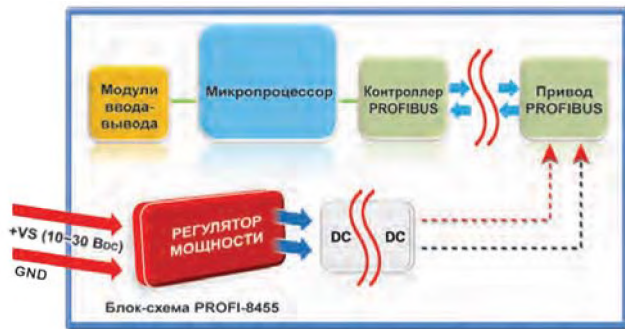 Модули
ввода-
вывода
Микропроцессор
Контроллер
PROFIBUS
Привод
PROFIBUS
+VS (10~30 BDC)
GND
РЕГУЛЯТОР
МОЩНОСТИ
DC DC
Блок-схема PROFI-8455